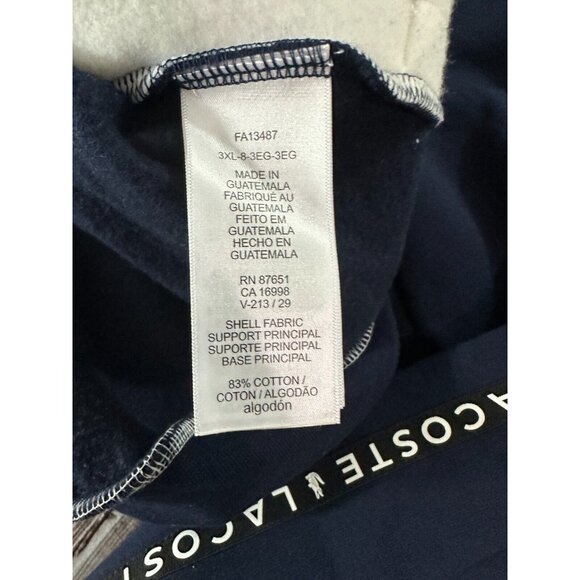 FA13487
3XL-8-3EG-3EG
MADE IN
GUATEMALA
FABRIQUÉ AU
GUATEMALA
FEITO EM
GUATEMALA
HECHO EN
GUATEMALA
RN 87651
CA 16998
V-213 / 29
SHELL FABRIC
SUPPORT PRINCIPAL
SUPORTE PRINCIPAL
BASE PRINCIPAL
83% COTTON /
COTON / ALGODÃO
algodón
LACOSTE LACOS